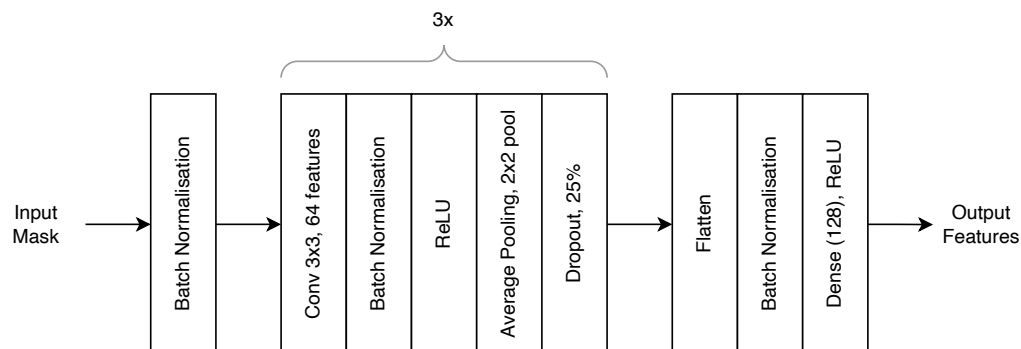 3x
Input
Mask
Batch Normalisation
Conv 3x3, 64 features
Batch Normalisation
ReLU
Average Pooling, 2x2 pool
Dropout, 25%
Flatten
Batch Normalisation
Dense (128), ReLU
Output
Features